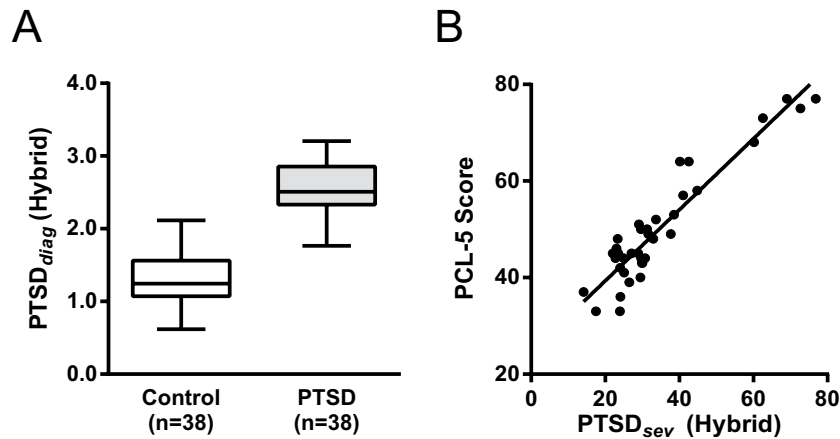 A
PTSDdiag (Hybrid)
4.0
3.0
2.0
1.0
0.0
Control
(n=38)
PTSD
(n=38)
B
PCL-5 Score
80
60
40
20
0 20 40 60 80
PTSDsev (Hybrid)